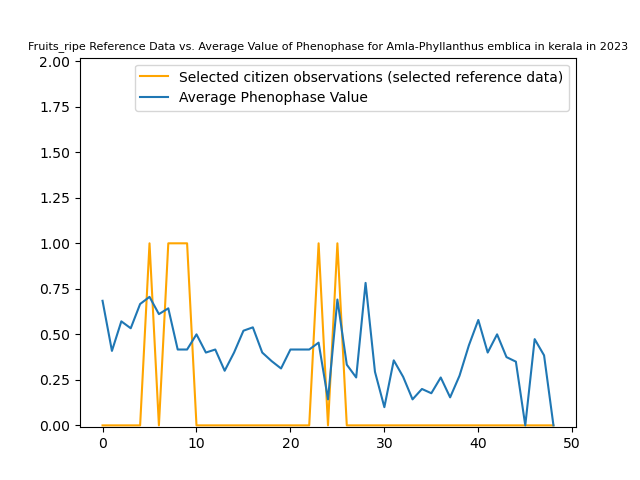 Fruits_ripe Reference Data vs. Average Value of Phenophase for Amla-Phyllanthus emblica in kerala in 2023
Selected citizen observations (selected reference data)
Average Phenophase Value
2.00
1.75
1.50
1.25
1.00
0.75
0.50
0.25
0.00
0 10 20 30 40 50